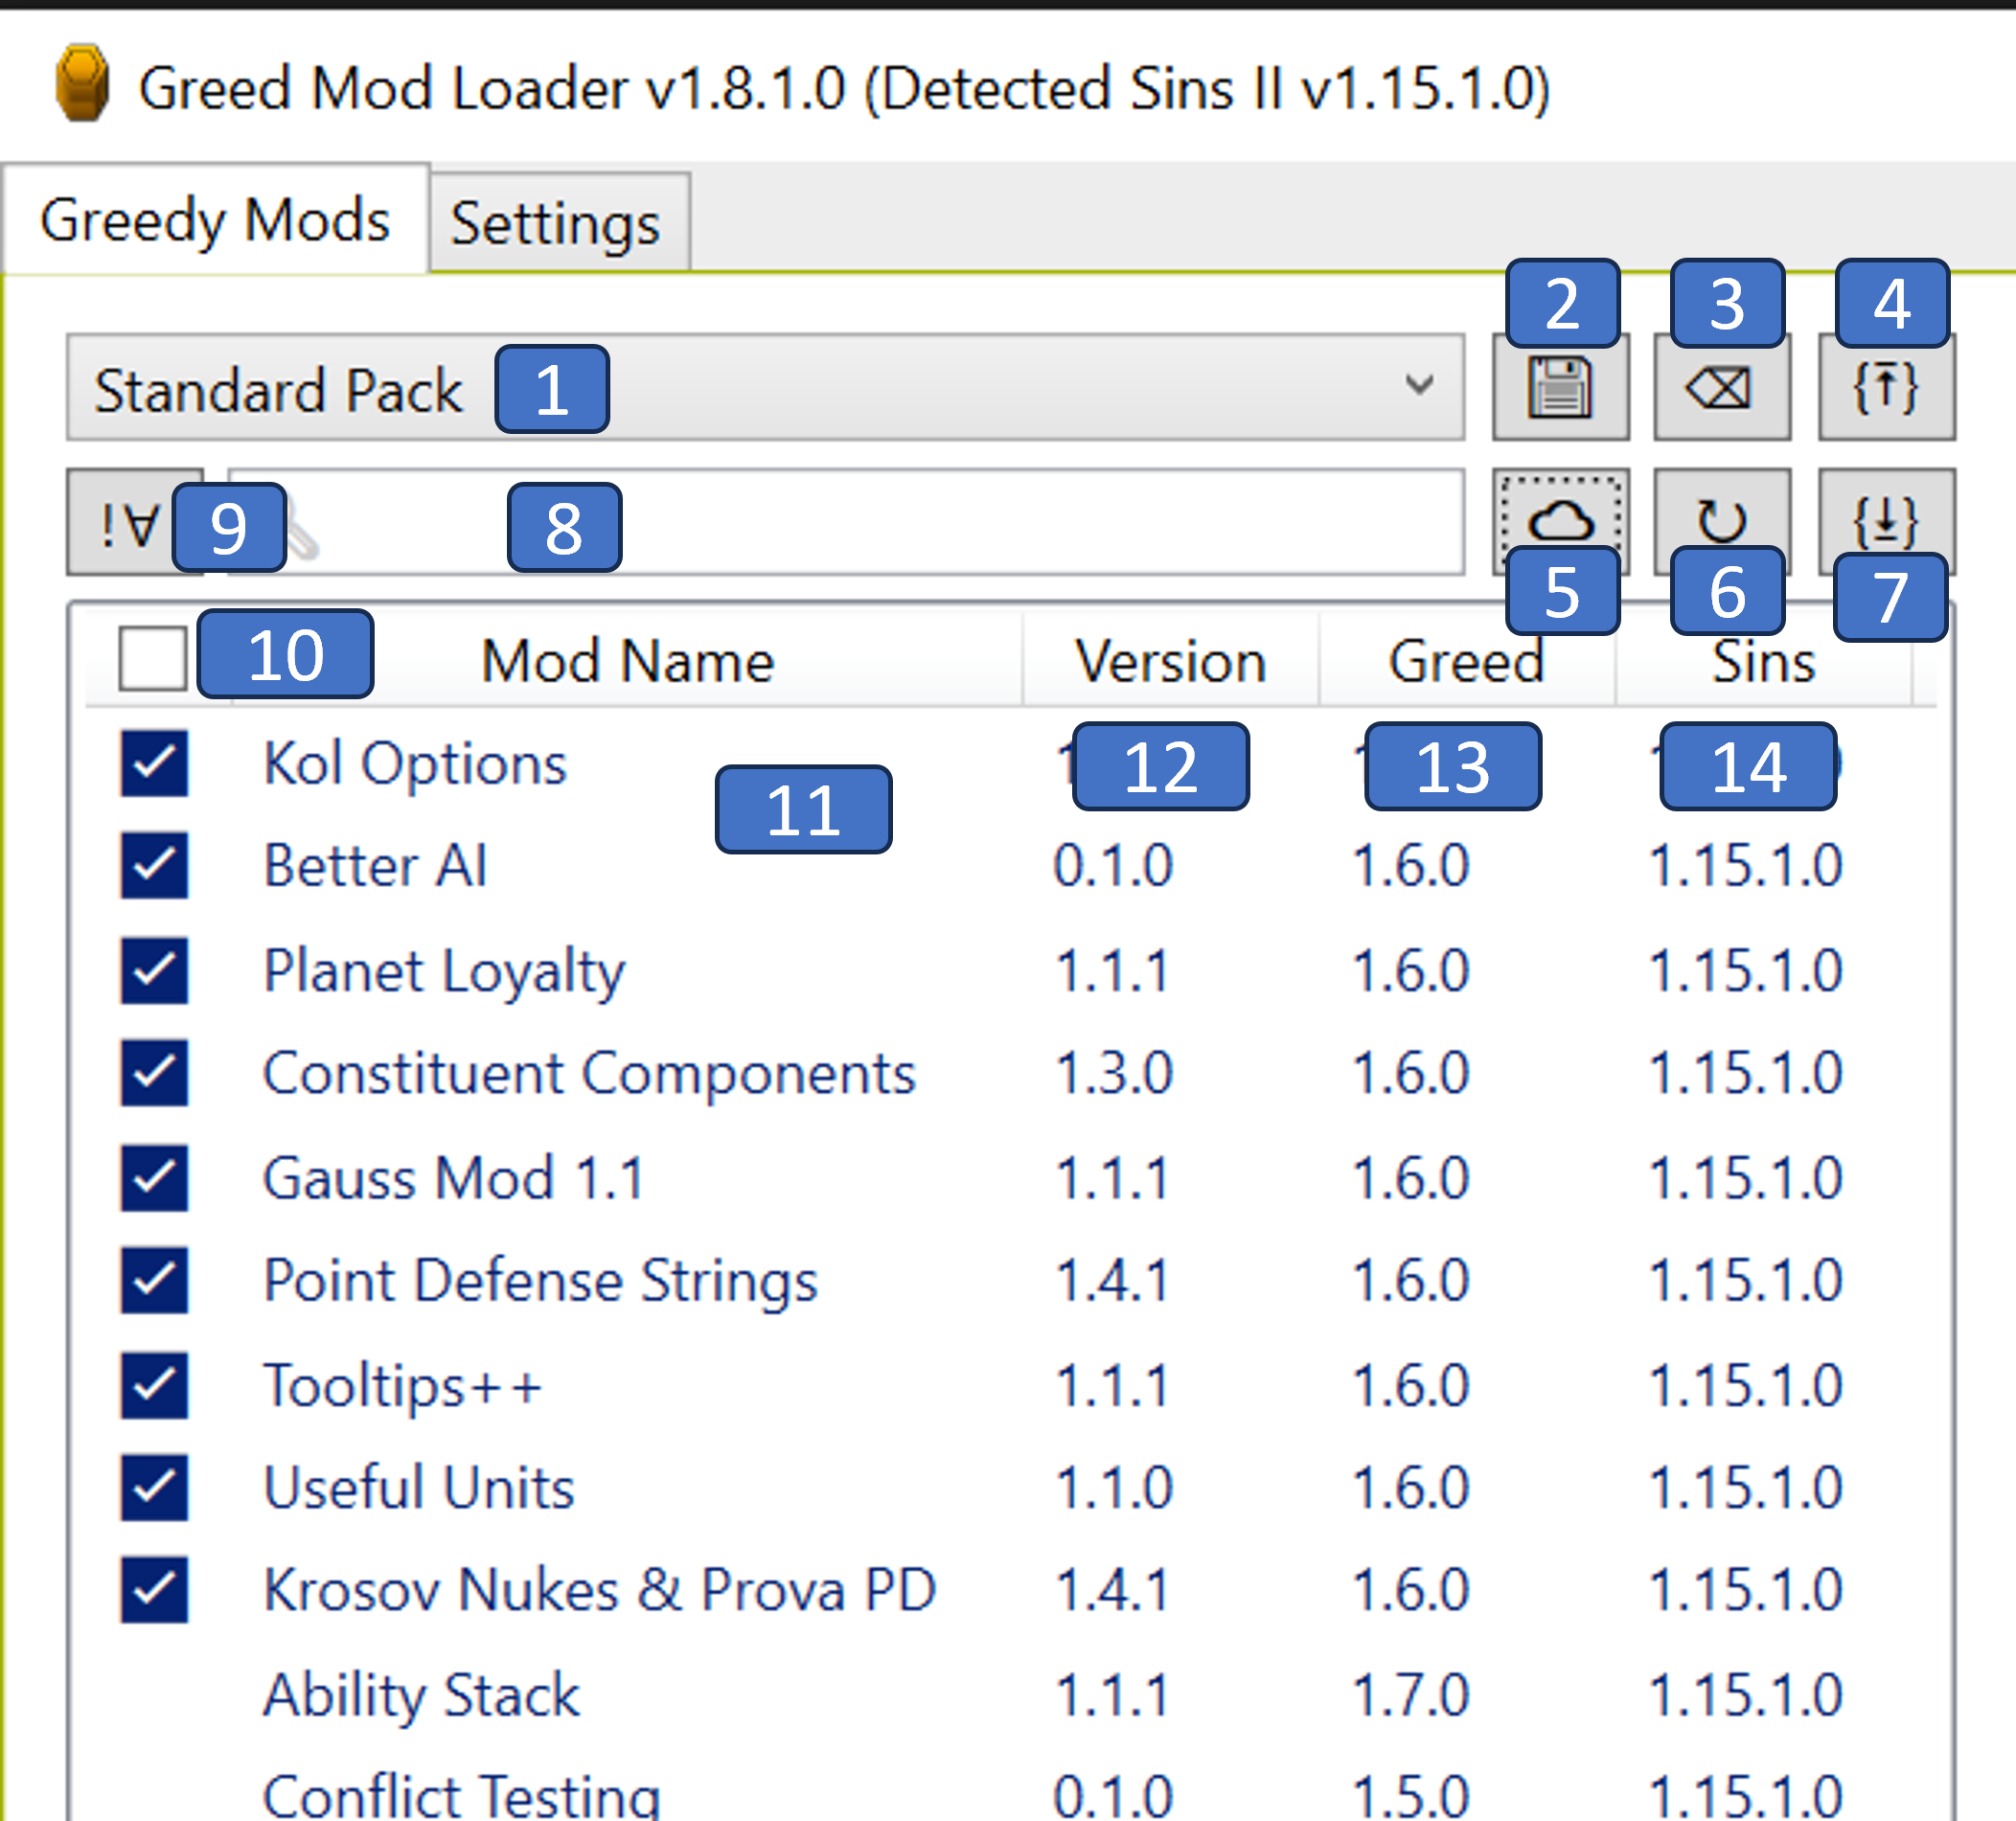 Greed Mod Loader v1.8.1.0 (Detected Sins II v1.15.1.0)
Greedy Mods Settings
2 3 4
Standard Pack 1 {↑}
!∀ 9 8 {↓}
5 6 7
10 Mod Name Version Greed Sins
Kol Options 12 13 14
11
Better AI 0.1.0 1.6.0 1.15.1.0
Planet Loyalty 1.1.1 1.6.0 1.15.1.0
Constituent Components 1.3.0 1.6.0 1.15.1.0
Gauss Mod 1.1 1.1.1 1.6.0 1.15.1.0
Point Defense Strings 1.4.1 1.6.0 1.15.1.0
Tooltips++ 1.1.1 1.6.0 1.15.1.0
Useful Units 1.1.0 1.6.0 1.15.1.0
Krosov Nukes & Prova PD 1.4.1 1.6.0 1.15.1.0
Ability Stack 1.1.1 1.7.0 1.15.1.0
Conflict Testing 0.1.0 1.5.0 1.15.1.0